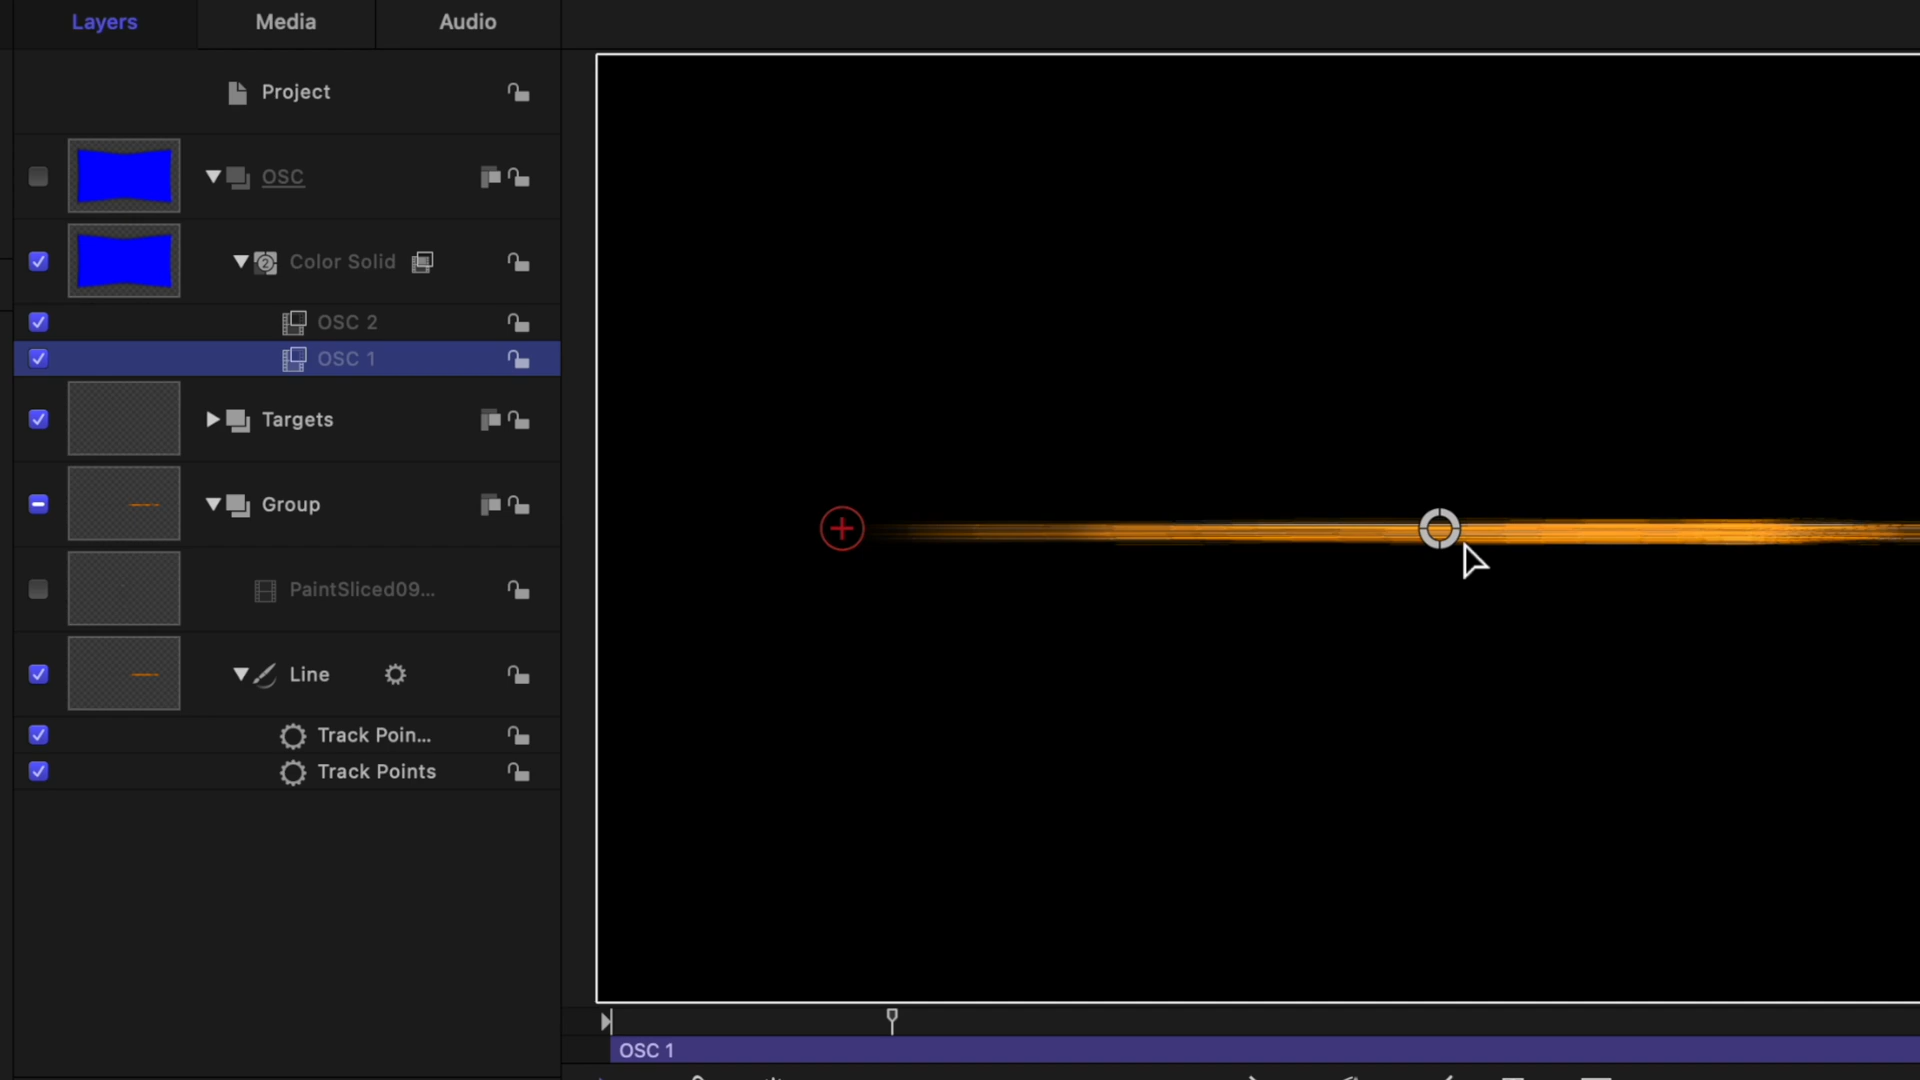 Layers
Media
Audio
Project
OSC
Color Solid
OSC 2
OSC 1
Targets
Group
PaintSliced09...
Line
Track Poin...
Track Points
OSC 1